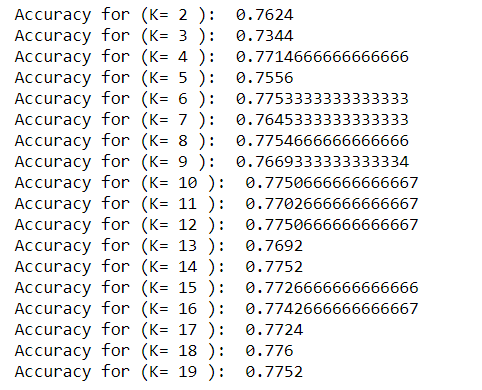 Accuracy for (K= 2 ):  0.7624
Accuracy for (K= 3 ):  0.7344
Accuracy for (K= 4 ):  0.7714666666666666
Accuracy for (K= 5 ):  0.7556
Accuracy for (K= 6 ):  0.7753333333333333
Accuracy for (K= 7 ):  0.7645333333333333
Accuracy for (K= 8 ):  0.7754666666666666
Accuracy for (K= 9 ):  0.7669333333333334
Accuracy for (K= 10 ):  0.7750666666666667
Accuracy for (K= 11 ):  0.7702666666666667
Accuracy for (K= 12 ):  0.7750666666666667
Accuracy for (K= 13 ):  0.7692
Accuracy for (K= 14 ):  0.7752
Accuracy for (K= 15 ):  0.7726666666666666
Accuracy for (K= 16 ):  0.7742666666666667
Accuracy for (K= 17 ):  0.7724
Accuracy for (K= 18 ):  0.776
Accuracy for (K= 19 ):  0.7752